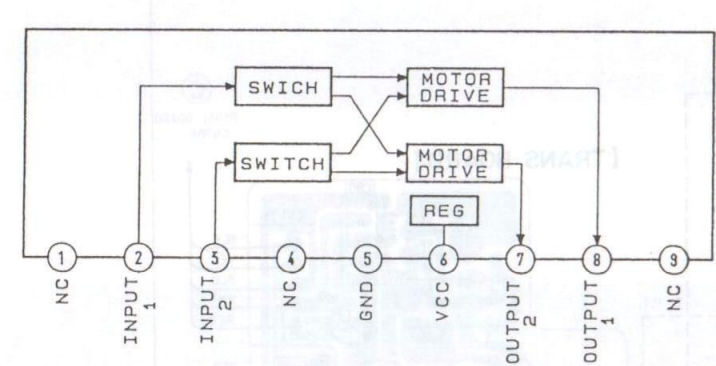 SWICH
MOTOR
DRIVE
SWITCH
MOTOR
DRIVE
REG
1
2
3
4
5
6
7
8
9
NC
INPUT
1
INPUT
2
NC
GND
VCC
OUTPUT
2
OUTPUT
1
NC
[TRANS